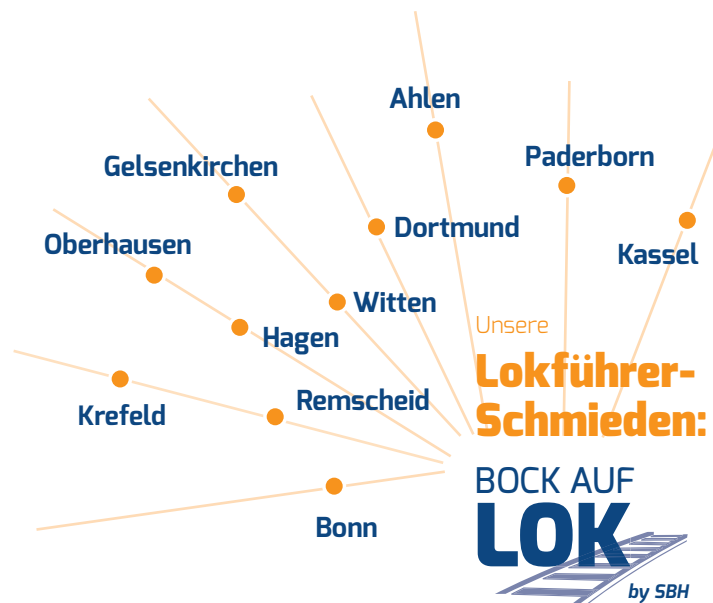 Ahlen
Paderborn
Gelsenkirchen
Dortmund
Oberhausen
Kassel
Witten
Hagen
Krefeld
Remscheid
Bonn
Unsere
Lokführer-
Schmieden:
BOCK AUF
LOK
by SBH